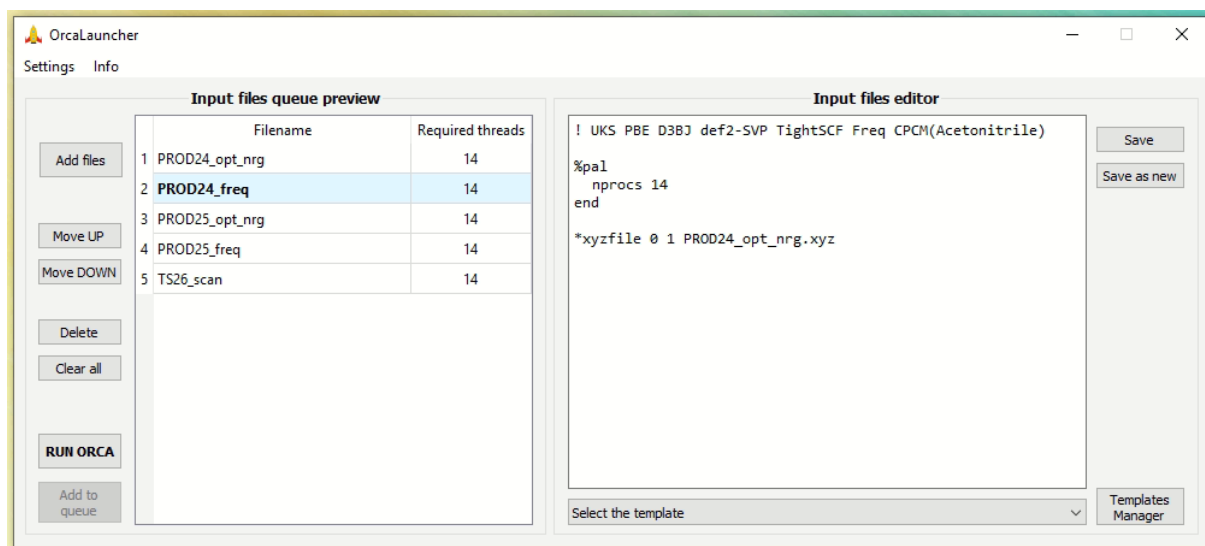 OrcaLauncher
Settings Info
Input files queue preview
Add files
Move UP
Move DOWN
Delete
Clear all
RUN ORCA
Add to
queue
Filename Required threads
1 PROD24_opt_nrg 14
2 PROD24_freq 14
3 PROD25_opt_nrg 14
4 PROD25_freq 14
5 TS26_scan 14
Input files editor
! UKS PBE D3BJ def2-SVP TightSCF Freq CPCM(Acetonitrile)
%pal
nprocs 14
end
*xyzfile 0 1 PROD24_opt_nrg.xyz
Select the template
Save
Save as new
Templates
Manager